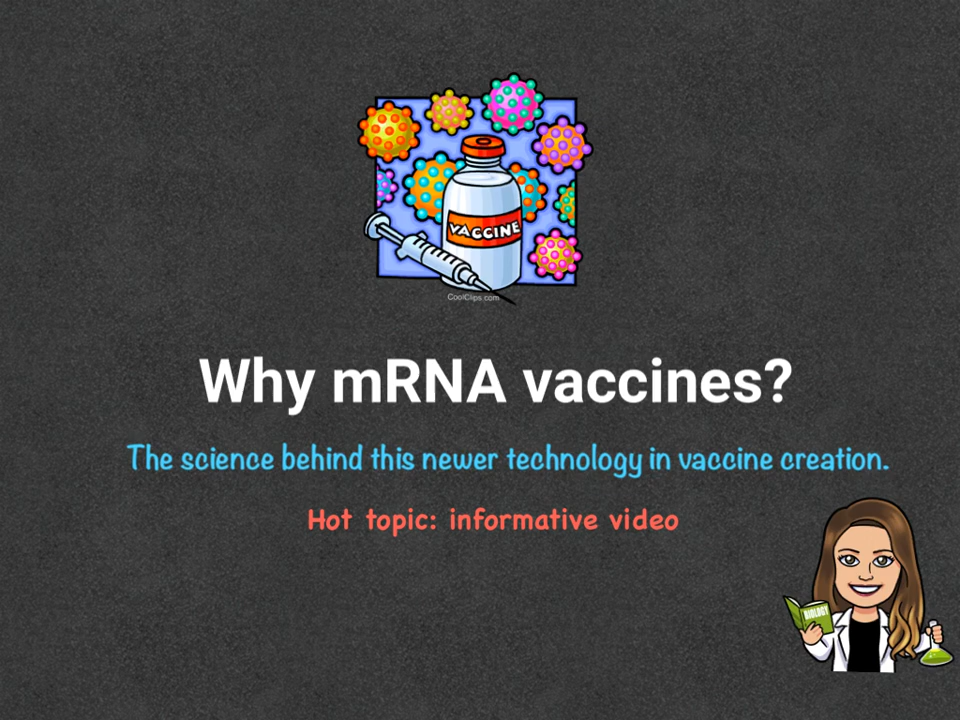 VACCINE
CoolClips.com
Why mRNA vaccines?
The science behind this newer technology in vaccine creation.
Hot topic: informative video
BIOLOGY